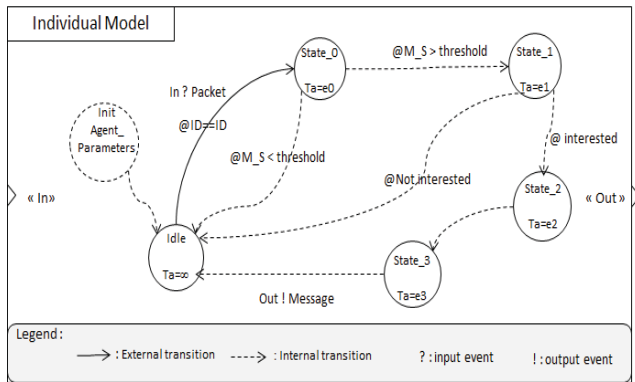 Individual Model
State_0
Ta=e0
@M_S > threshold
State_1
Ta=e1
In ? Packet
@ID==ID
Init
Agent_
Parameters
@M_S < threshold
@ interested
@Not interested
« In»
State_2
Ta=e2
« Out »
Idle
Ta=∞
State_3
Ta=e3
Out ! Message
Legend :
: External transition
: Internal transition
? : input event
! : output event